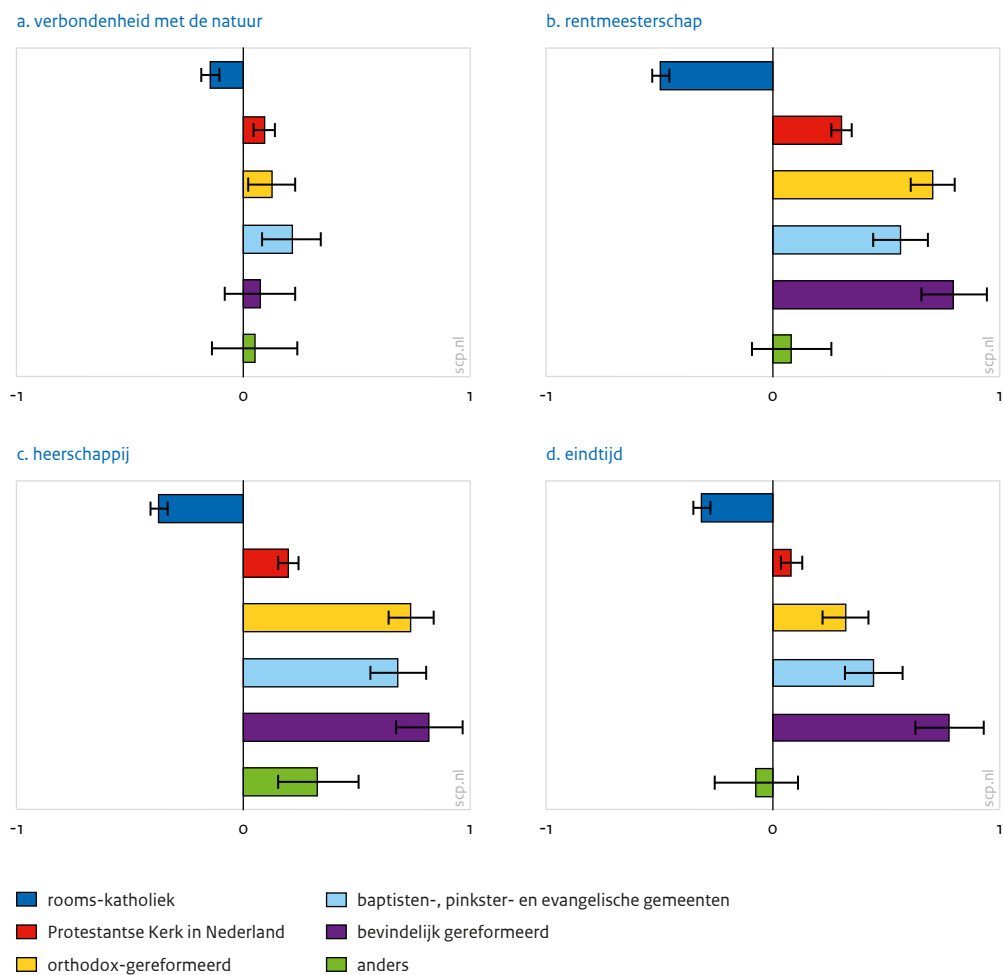 a. verbondenheid met de natuur
b. rentmeesterschap
scp.nl
scp.nl
-1 0 1
-1 0 1
c. heerschappij
d. eindtijd
scp.nl
scp.nl
-1 0 1
-1 0 1
rooms-katholiek
baptisten-, pinkster- en evangelische gemeenten
Protestantse Kerk in Nederland
bevindelijk gereformeerd
orthodox-gereformeerd
anders